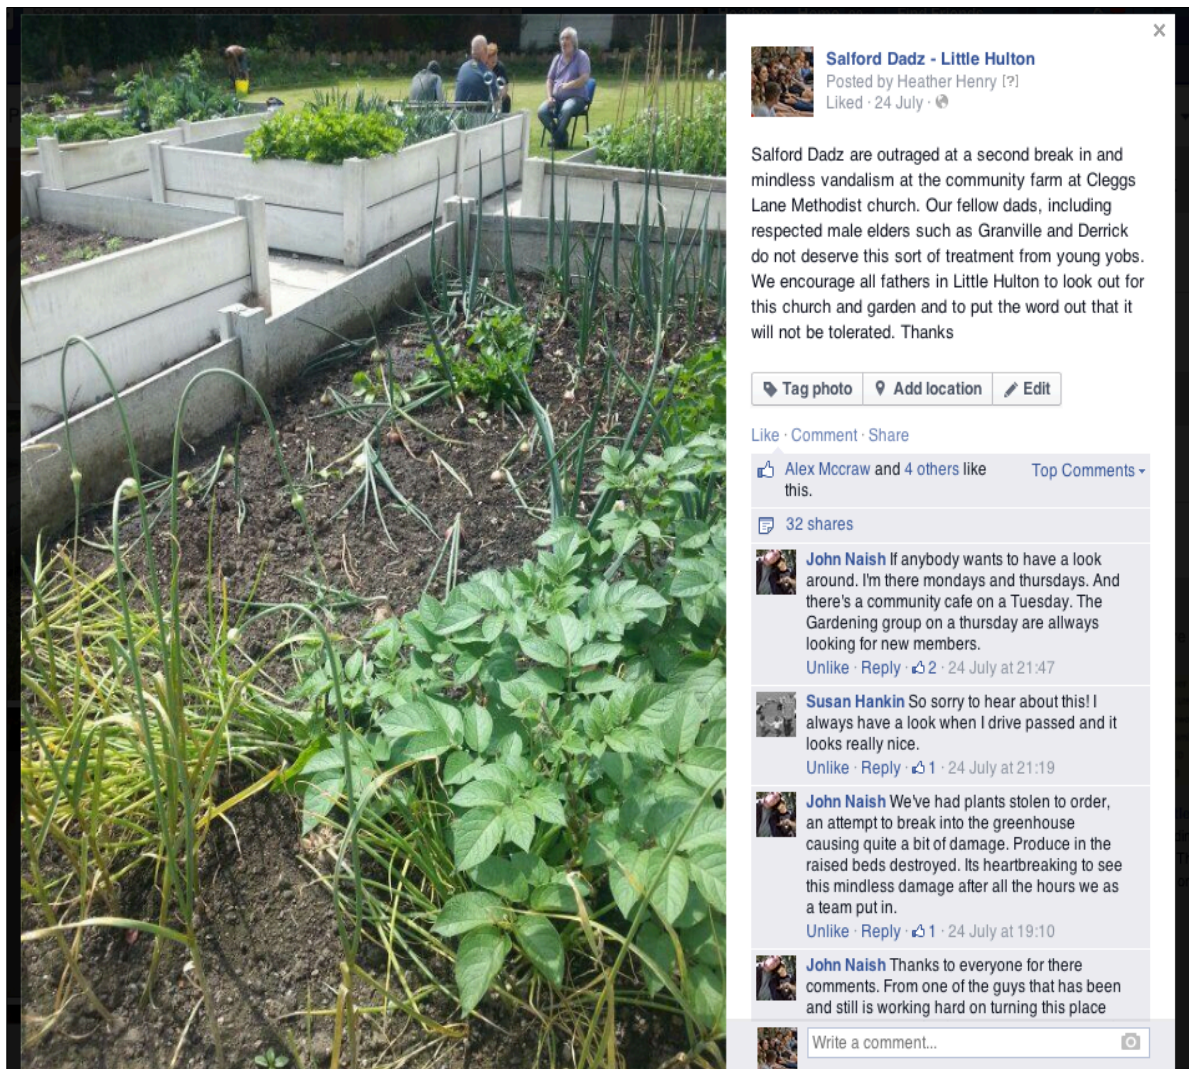 Salford Dadz - Little Hulton
Posted by Heather Henry [?]
Liked · 24 July ·
Salford Dadz are outraged at a second break in and
mindless vandalism at the community farm at Cleggs
Lane Methodist church. Our fellow dads, including
respected male elders such as Granville and Derrick
do not deserve this sort of treatment from young yobs.
We encourage all fathers in Little Hulton to look out for
this church and garden and to put the word out that it
will not be tolerated. Thanks
Tag photo Add location Edit
Like · Comment · Share
Alex Mccraw and 4 others like Top Comments
this.
32 shares
John Naish If anybody wants to have a look
around. I'm there mondays and thursdays. And
there's a community cafe on a Tuesday. The
Gardening group on a thursday are allways
looking for new members.
Unlike · Reply · 2 · 24 July at 21:47
Susan Hankin So sorry to hear about this! I
always have a look when I drive passed and it
looks really nice.
Unlike · Reply · 1 · 24 July at 21:19
John Naish We've had plants stolen to order,
an attempt to break into the greenhouse
causing quite a bit of damage. Produce in the
raised beds destroyed. Its heartbreaking to see
this mindless damage after all the hours we as
a team put in.
Unlike · Reply · 1 · 24 July at 19:10
John Naish Thanks to everyone for there
comments. From one of the guys that has been
and still is working hard on turning this place
Write a comment...